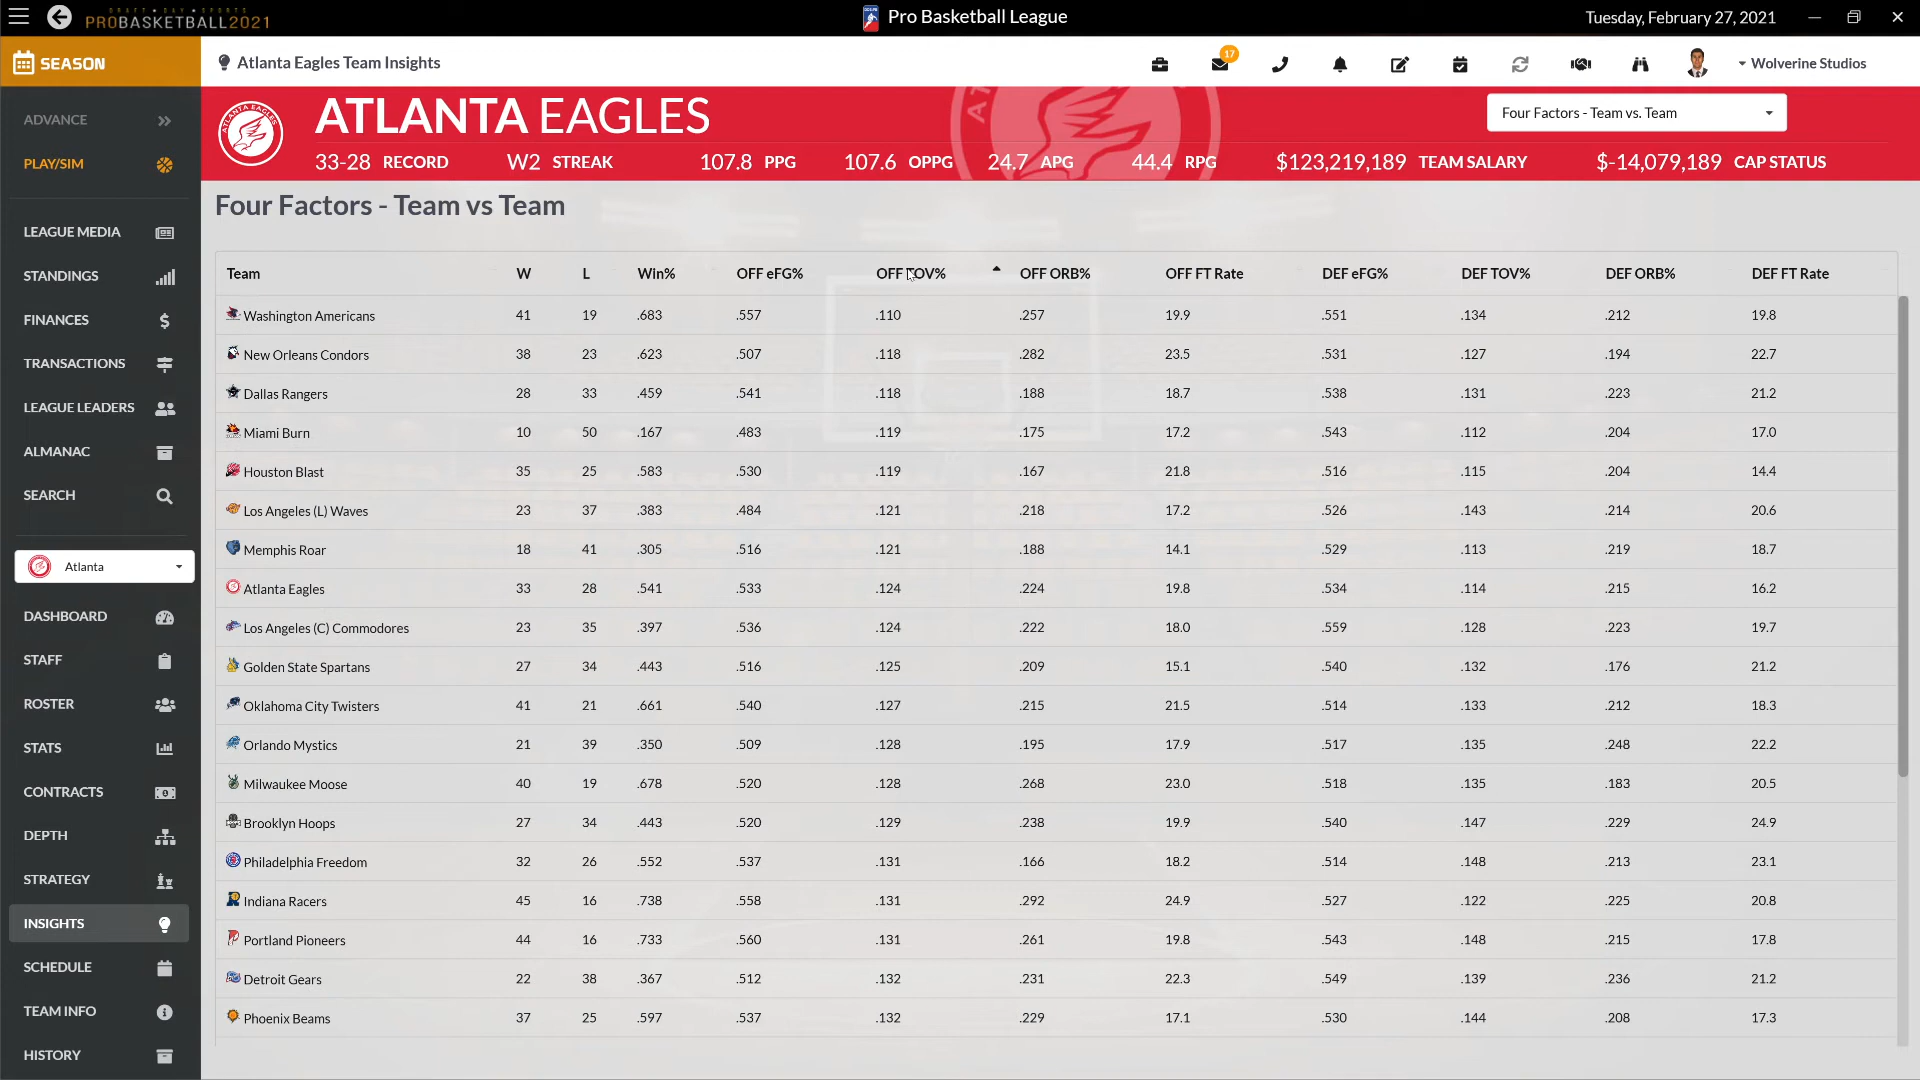 DRAFT • DAY • SPORTS
PROBASKETBALL2021
Pro Basketball League
Tuesday, February 27, 2021
SEASON
Atlanta Eagles Team Insights
17
Wolverine Studios
ATLANTA EAGLES
Four Factors - Team vs. Team
33-28 RECORD W2 STREAK 107.8 PPG 107.6 OPPG 24.7 APG 44.4 RPG $123,219,189 TEAM SALARY $-14,079,189 CAP STATUS
ADVANCE
PLAY/SIM
LEAGUE MEDIA
STANDINGS
FINANCES
TRANSACTIONS
LEAGUE LEADERS
ALMANAC
SEARCH
Atlanta
DASHBOARD
STAFF
ROSTER
STATS
CONTRACTS
DEPTH
STRATEGY
INSIGHTS
SCHEDULE
TEAM INFO
HISTORY
Four Factors - Team vs Team
Team W L Win% OFF eFG% OFF TOV% OFF ORB% OFF FT Rate DEF eFG% DEF TOV% DEF ORB% DEF FT Rate
Washington Americans 41 19 .683 .557 .110 .257 19.9 .551 .134 .212 19.8
New Orleans Condors 38 23 .623 .507 .118 .282 23.5 .531 .127 .194 22.7
Dallas Rangers 28 33 .459 .541 .118 .188 18.7 .538 .131 .223 21.2
Miami Burn 10 50 .167 .483 .119 .175 17.2 .543 .112 .204 17.0
Houston Blast 35 25 .583 .530 .119 .167 21.8 .516 .115 .204 14.4
Los Angeles (L) Waves 23 37 .383 .484 .121 .218 17.2 .526 .143 .214 20.6
Memphis Roar 18 41 .305 .516 .121 .188 14.1 .529 .113 .219 18.7
Atlanta Eagles 33 28 .541 .533 .124 .224 19.8 .534 .114 .215 16.2
Los Angeles (C) Commodores 23 35 .397 .536 .124 .222 18.0 .559 .128 .223 19.7
Golden State Spartans 27 34 .443 .516 .125 .209 15.1 .540 .132 .176 21.2
Oklahoma City Twisters 41 21 .661 .540 .127 .215 21.5 .514 .133 .212 18.3
Orlando Mystics 21 39 .350 .509 .128 .195 17.9 .517 .135 .248 22.2
Milwaukee Moose 40 19 .678 .520 .128 .268 23.0 .518 .135 .183 20.5
Brooklyn Hoops 27 34 .443 .520 .129 .238 19.9 .540 .147 .229 24.9
Philadelphia Freedom 32 26 .552 .537 .131 .166 18.2 .514 .148 .213 23.1
Indiana Racers 45 16 .738 .558 .131 .292 24.9 .527 .122 .225 20.8
Portland Pioneers 44 16 .733 .560 .131 .261 19.8 .543 .148 .215 17.8
Detroit Gears 22 38 .367 .512 .132 .231 22.3 .549 .139 .236 21.2
Phoenix Beams 37 25 .597 .537 .132 .229 17.1 .530 .144 .208 17.3